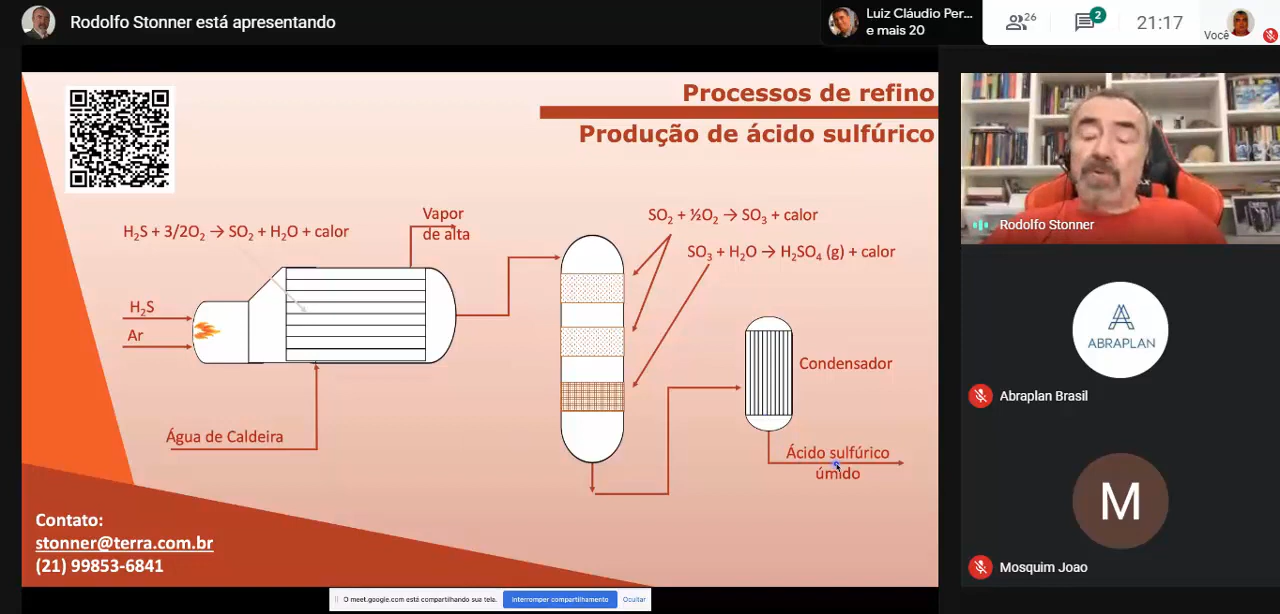 Rodolfo Stonner está apresentando
Luiz Cláudio Per...
e mais 20
26
2
21:17
Você
Processos de refino
Produção de ácido sulfúrico
H₂S + 3/2O₂ → SO₂ + H₂O + calor
Vapor
de alta
SO₂ + ½O₂ → SO₃ + calor
SO₃ + H₂O → H₂SO₄ (g) + calor
H₂S
Ar
Água de Caldeira
Condensador
Ácido sulfúrico
úmido
Contato:
stonner@terra.com.br
(21) 99853-6841
Rodolfo Stonner
ABRAPLAN
Abraplan Brasil
M
Mosquim Joao
O meet.google.com está compartilhando sua tela.
Interromper compartilhamento
Ocultar